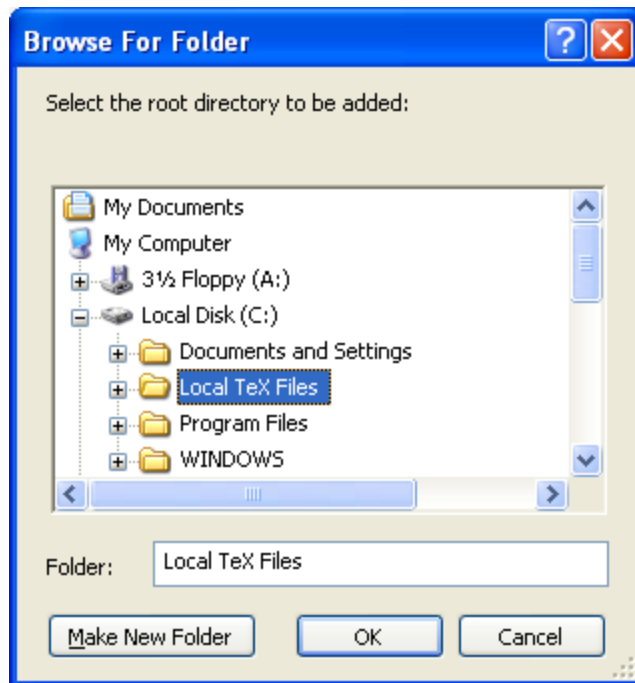 Browse For Folder
Select the root directory to be added:
My Documents
My Computer
3½ Floppy (A:)
Local Disk (C:)
Documents and Settings
Local TeX Files
Program Files
WINDOWS
Folder: Local TeX Files
Make New Folder OK Cancel